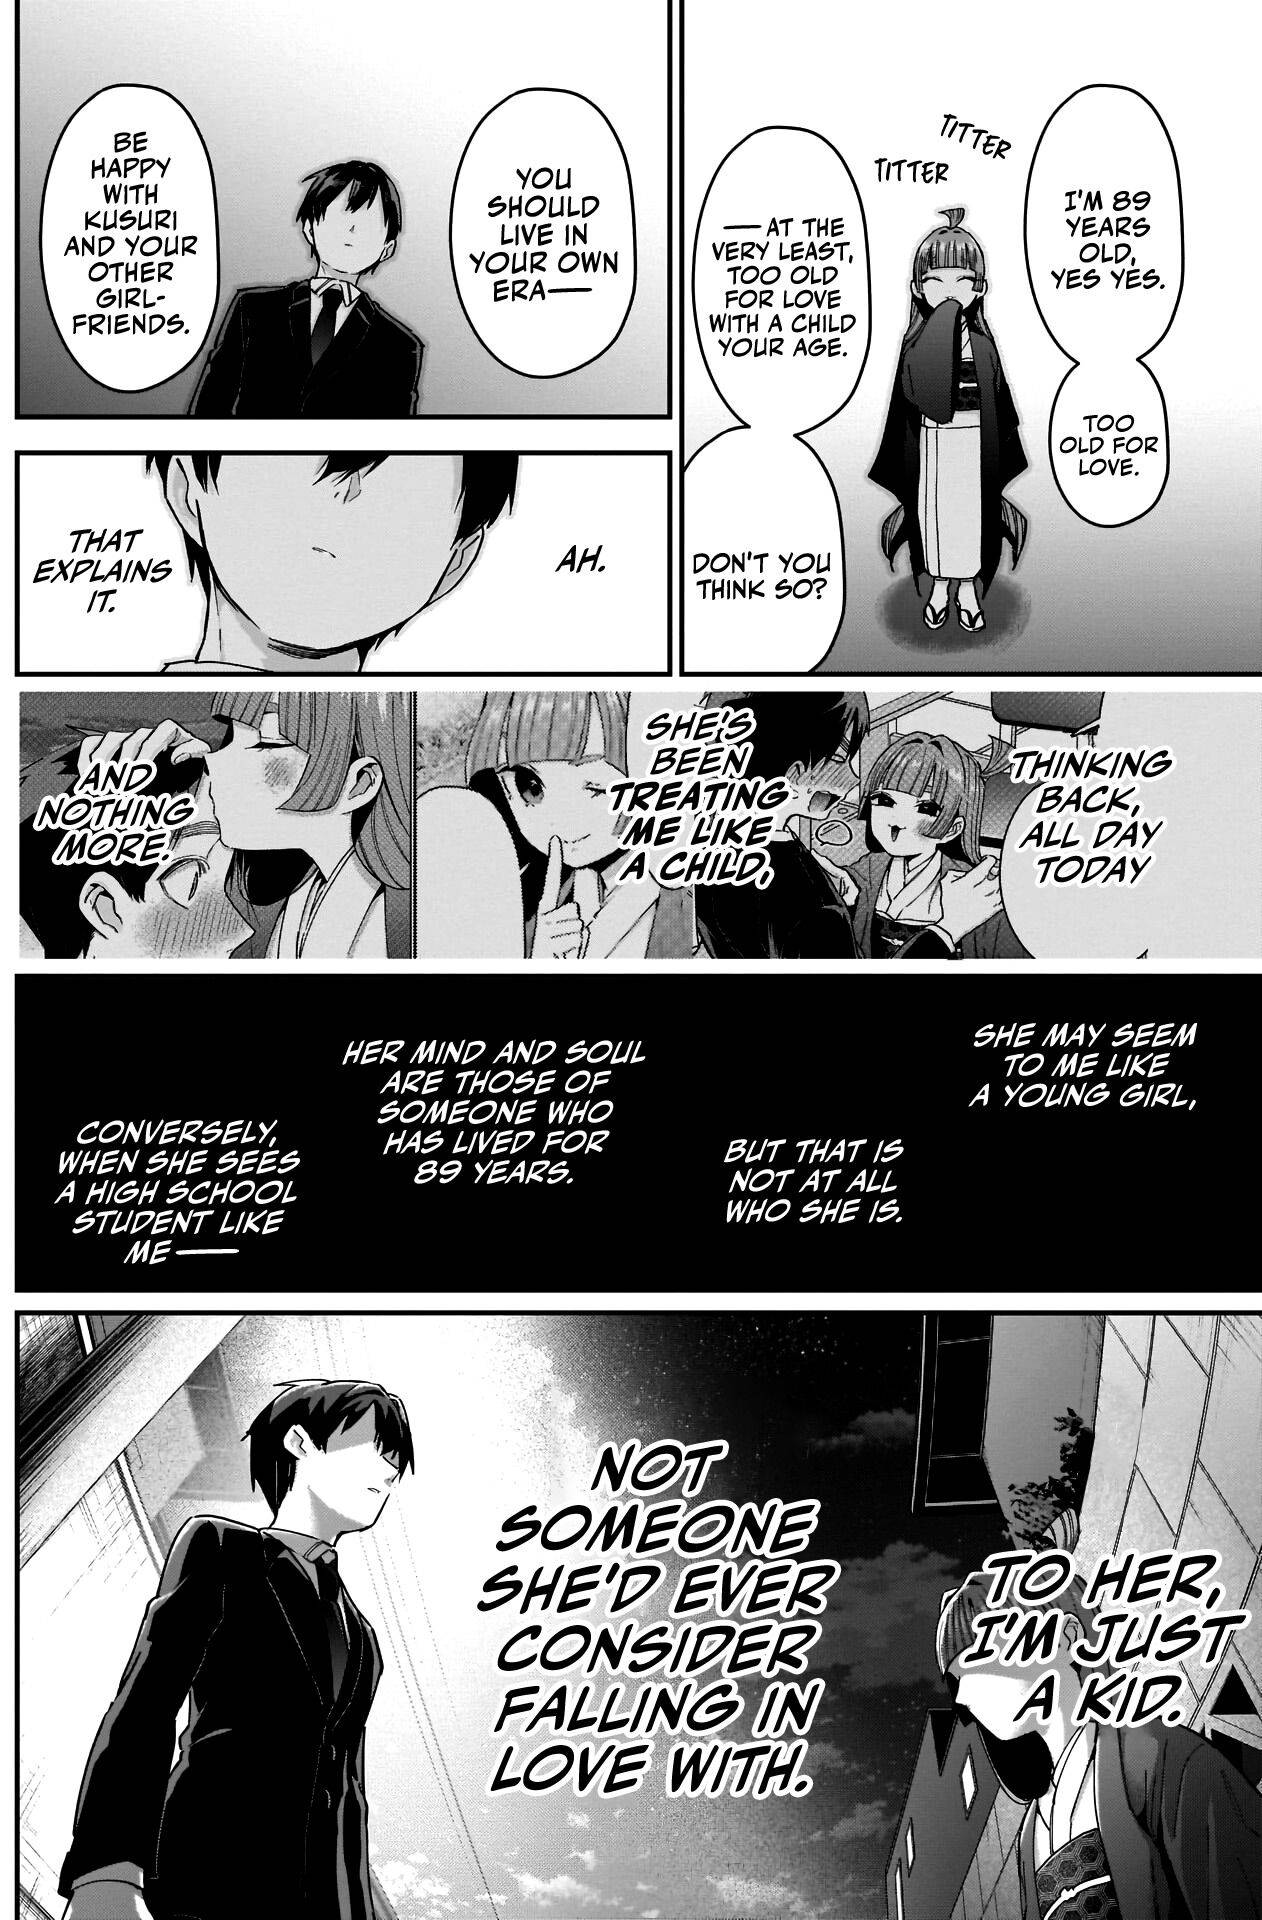 TITTER
TITTER
I'M 89
YEARS
OLD,
YES YES.
TOO
OLD FOR
LOVE.
—AT THE
VERY LEAST,
TOO OLD
FOR LOVE
WITH A CHILD
YOUR AGE.
DON'T YOU
THINK SO?
YOU
SHOULD
LIVE IN
YOUR OWN
ERA—
BE
HAPPY
WITH
KUSURI
AND YOUR
OTHER
GIRL-
FRIENDS.
AH.
THAT
EXPLAINS
IT.
THINKING
BACK,
ALL DAY
TODAY
SHE'S
BEEN
TREATING
ME LIKE
A CHILD,
AND
NOTHING
MORE.
SHE MAY SEEM
TO ME LIKE
A YOUNG GIRL,
BUT THAT IS
NOT AT ALL
WHO SHE IS.
HER MIND AND SOUL
ARE THOSE OF
SOMEONE WHO
HAS LIVED FOR
89 YEARS.
CONVERSELY,
WHEN SHE SEES
A HIGH SCHOOL
STUDENT LIKE
ME—
TO HER,
I'M JUST
A KID.
NOT
SOMEONE
SHE'D EVER
CONSIDER
FALLING IN
LOVE WITH.